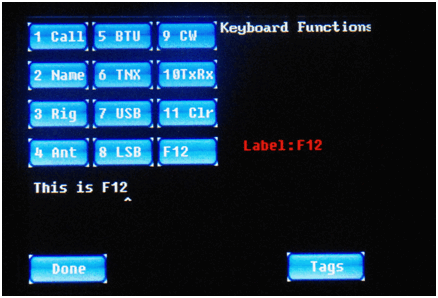 1 Call 5 BTU 9 CW Keyboard Functions
2 Name 6 TNX 10TxRx
3 Rig 7 USB 11 Clr
4 Ant 8 LSB F12 Label:F12
This is F12
^
Done Tags